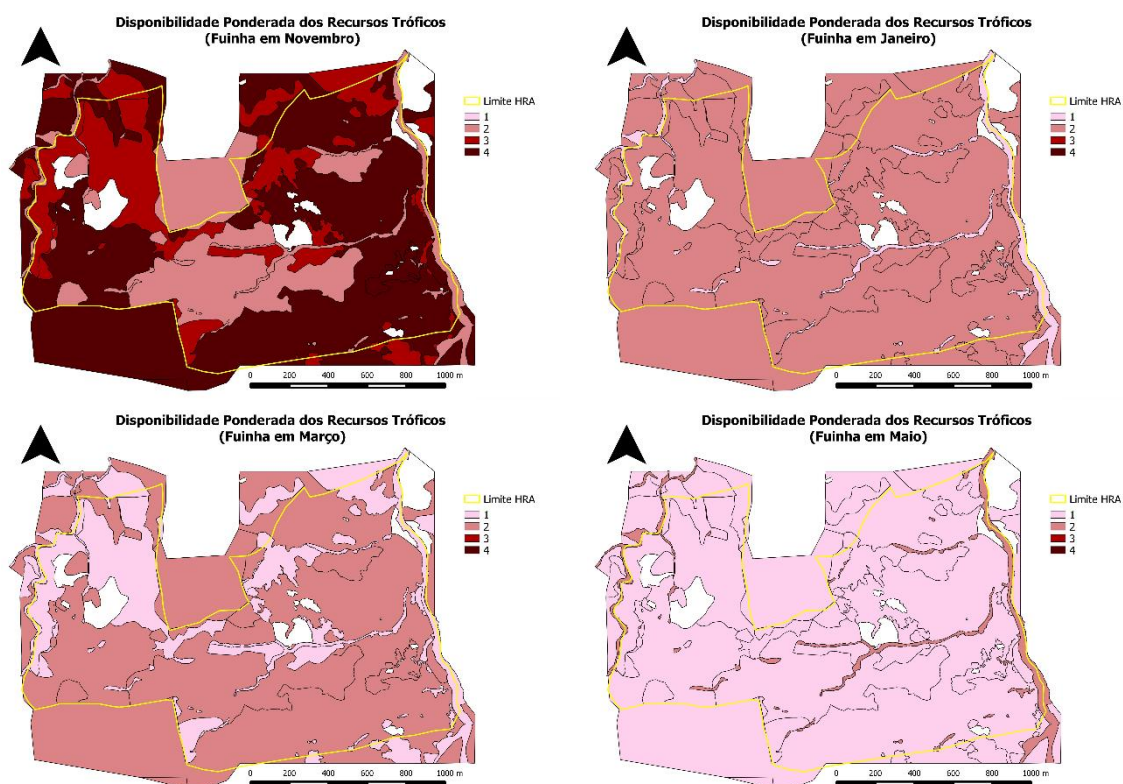 Disponibilidade Ponderada dos Recursos Tróficos
(Fuinha em Novembro)
Limite HRA
1
2
3
4
0 200 400 600 800 1000 m
Disponibilidade Ponderada dos Recursos Tróficos
(Fuinha em Janeiro)
Limite HRA
1
2
3
4
0 200 400 600 800 1000 m
Disponibilidade Ponderada dos Recursos Tróficos
(Fuinha em Março)
Limite HRA
1
2
3
4
0 200 400 600 800 1000 m
Disponibilidade Ponderada dos Recursos Tróficos
(Fuinha em Maio)
Limite HRA
1
2
3
4
0 200 400 600 800 1000 m